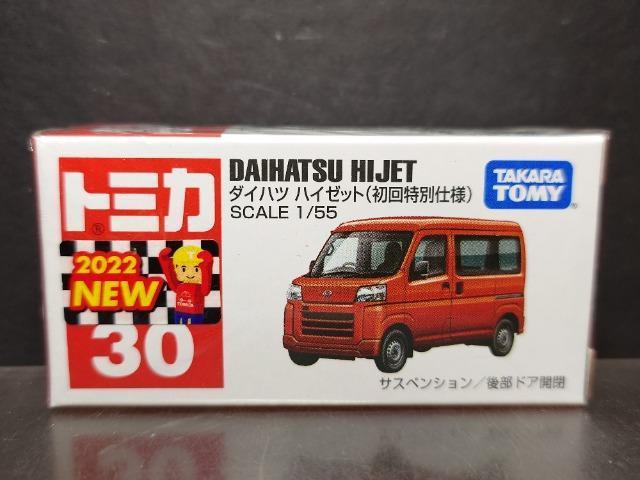 トミカ
®
2022
NEW
30
DAIHATSU HIJET
ダイハツ ハイゼット(初回特別仕様)
SCALE 1/55
TAKARA
TOMY®
サスペンション/後部ドア開閉